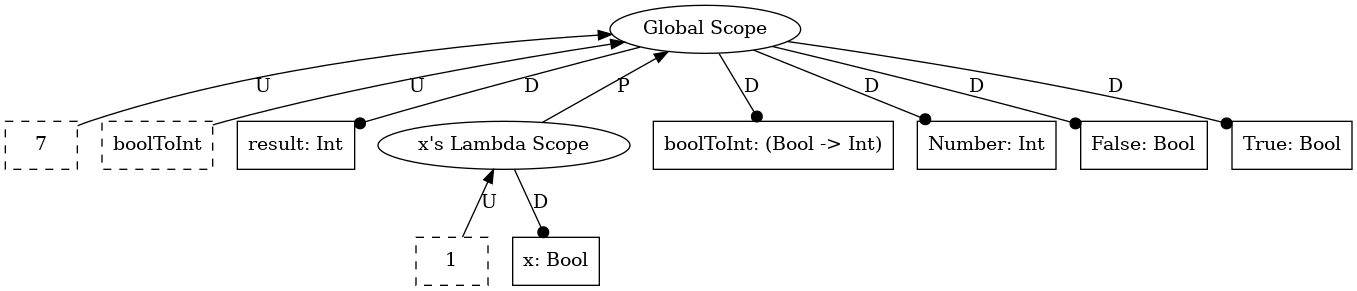 Global Scope
U
U
D
P
D
D
D
D
7
boolToInt
result: Int
x's Lambda Scope
boolToInt: (Bool -> Int)
Number: Int
False: Bool
True: Bool
U
D
1
x: Bool